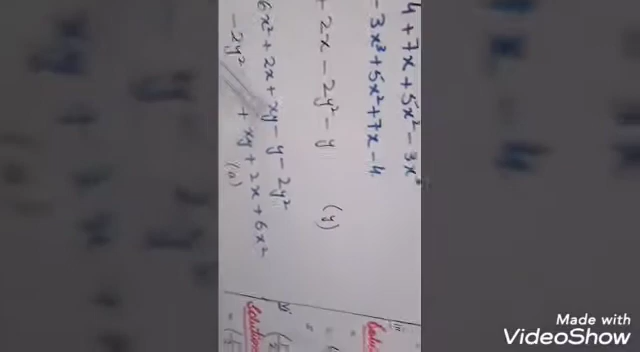 4 + 7x + 5x² - 3x³
- 3x³ + 5x² + 7x - 4
+ 2x - 2y² - y (y)
6x² + 2x + xy - y - 2y²
- 2y² + xy + 2x + 6x²
Solution
Made with
VideoShow